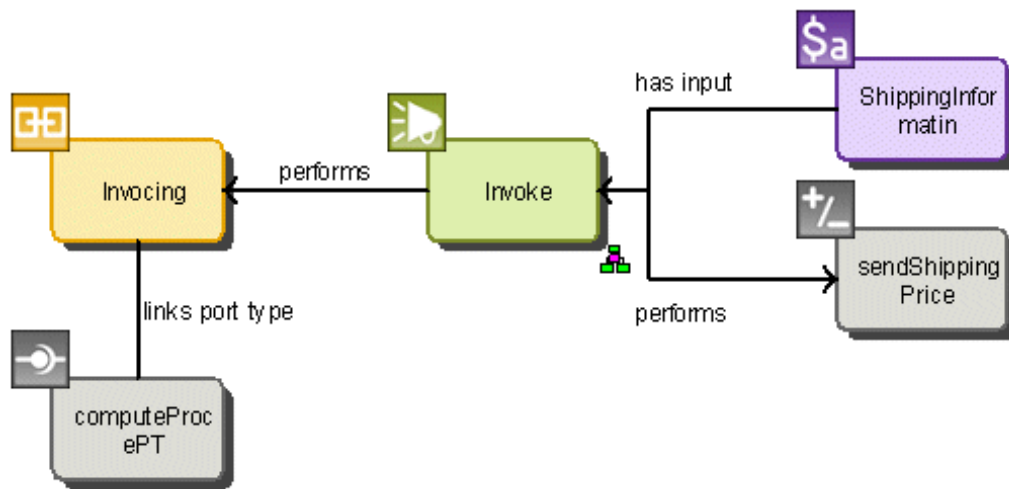 $a
has input
ShippingInfor
matin
Invocing
performs
Invoke
+/_
sendShipping
Price
links port type
performs
computeProc
ePT